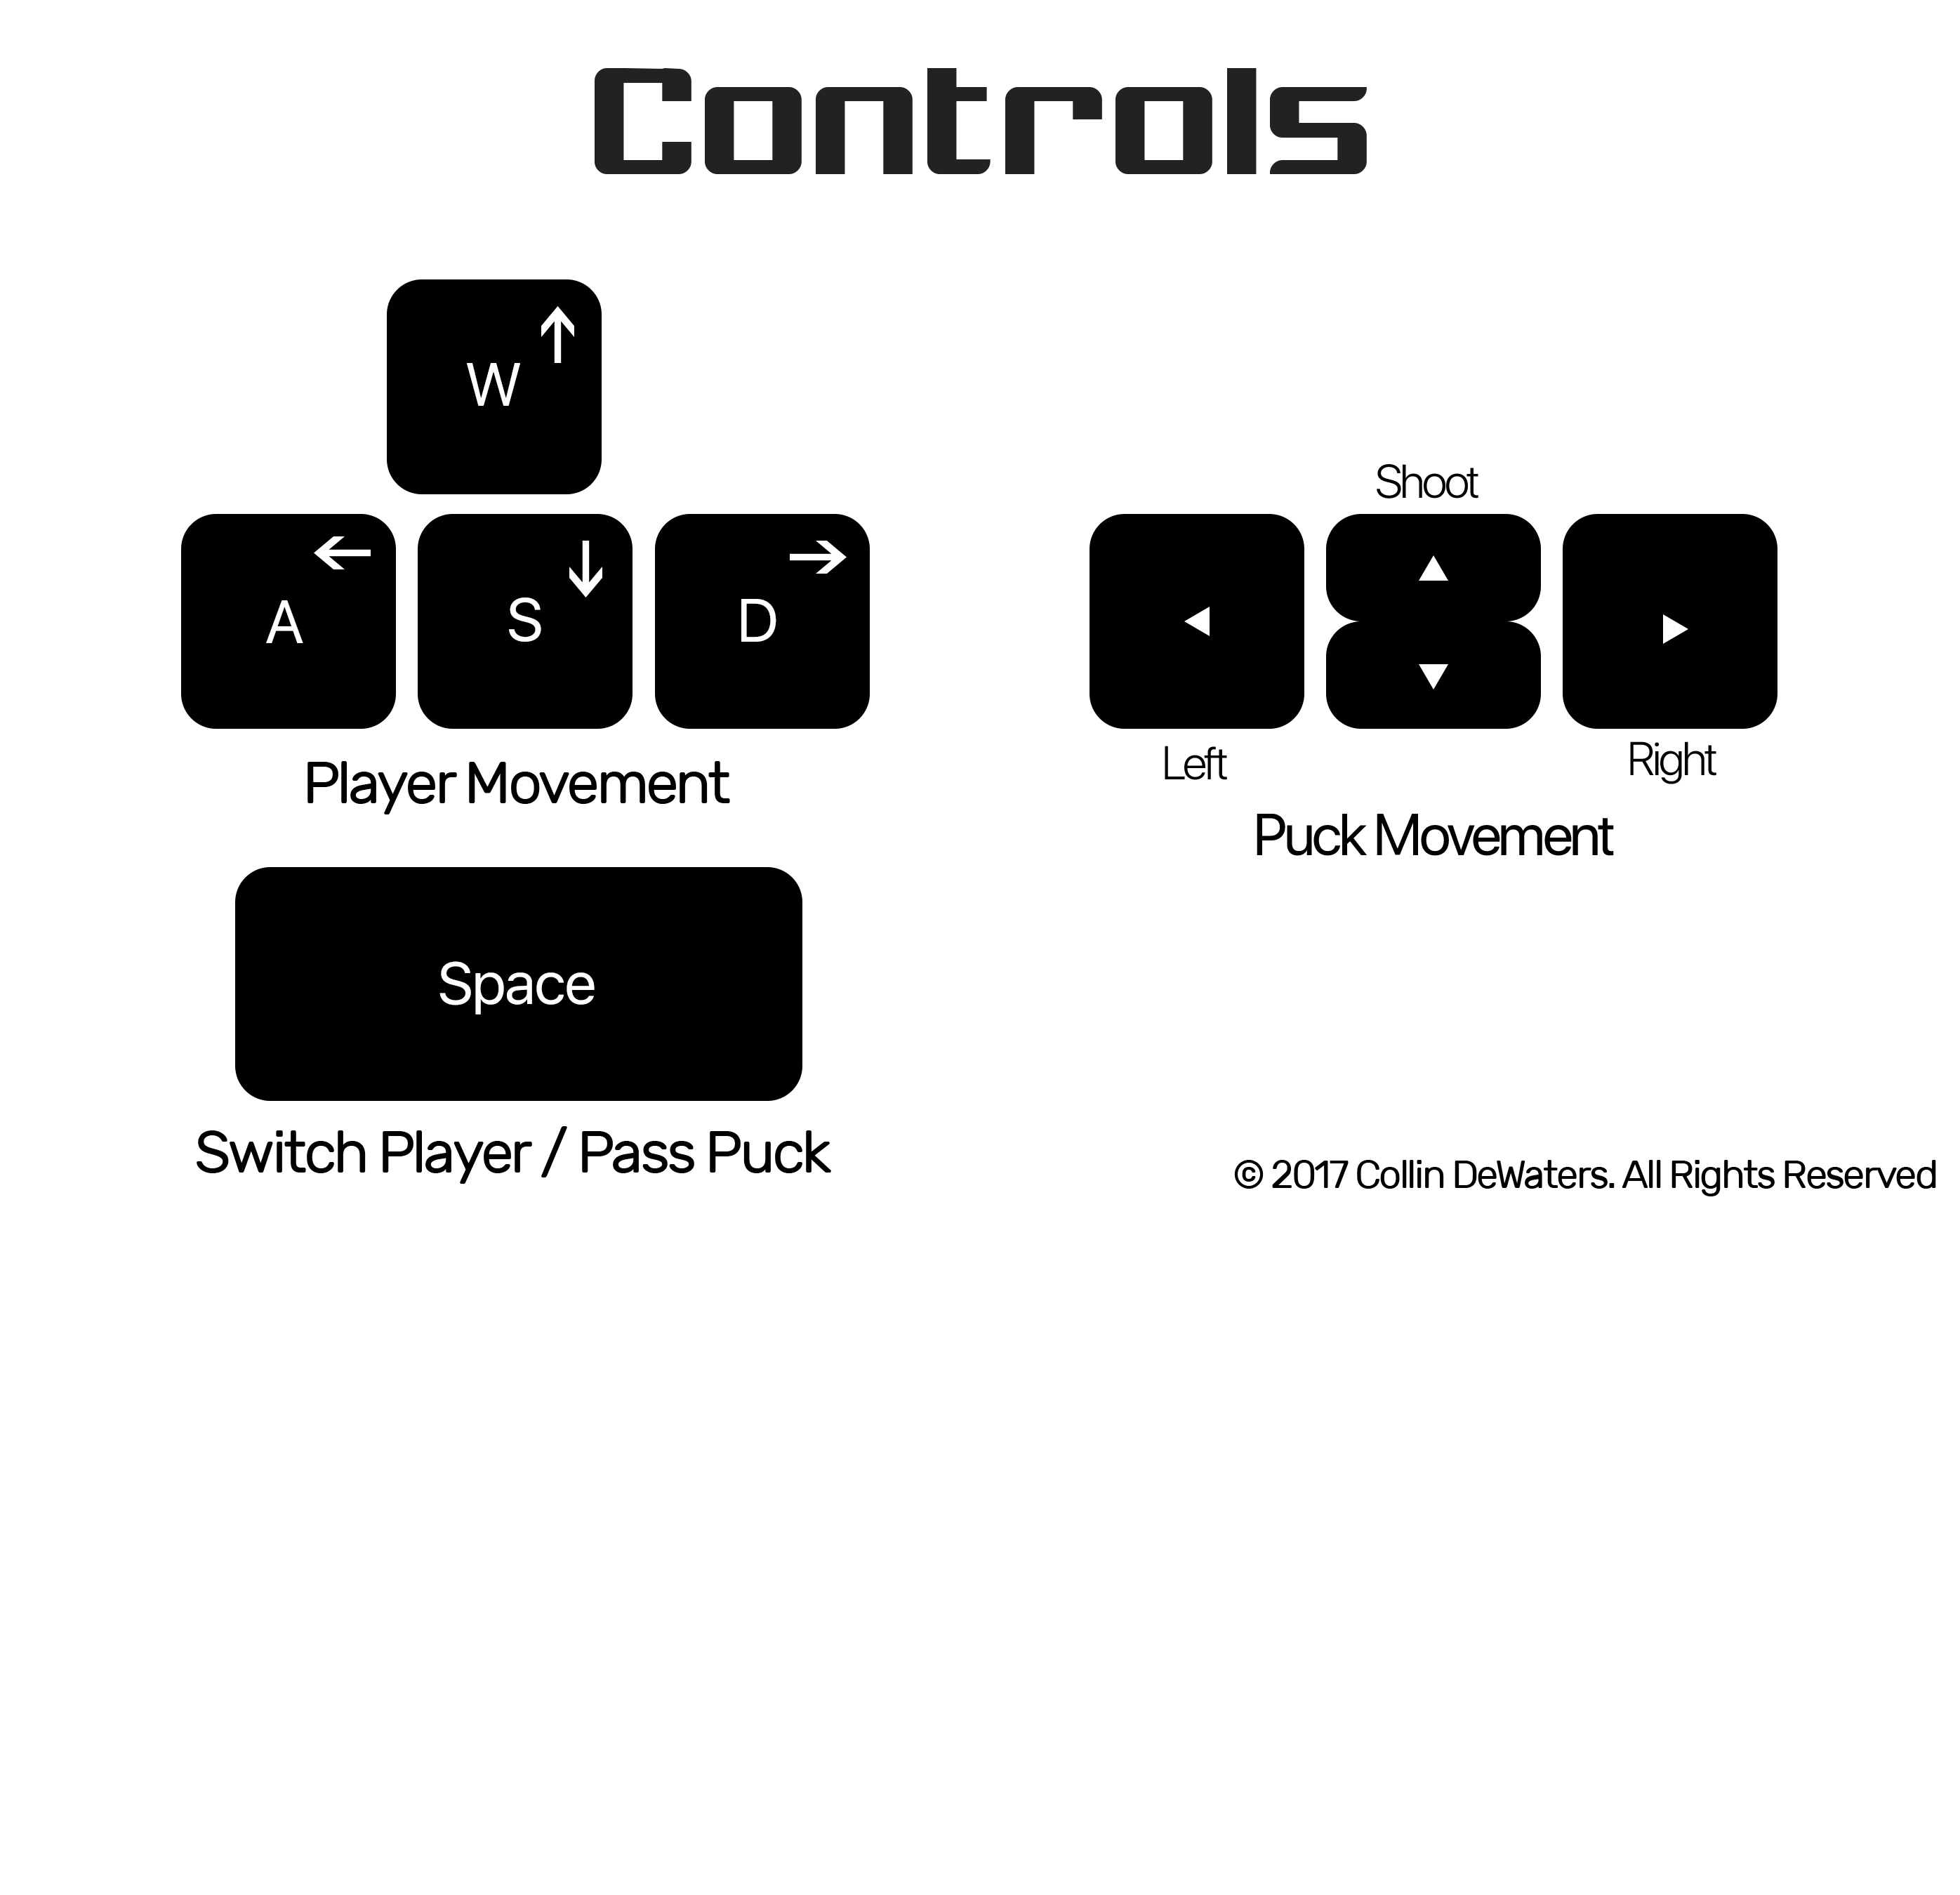 Controls
W
A
S
D
Player Movement
Shoot
Left
Right
Puck Movement
Space
Switch Player / Pass Puck
© 2017 Collin DeWaters. All Rights Reserved